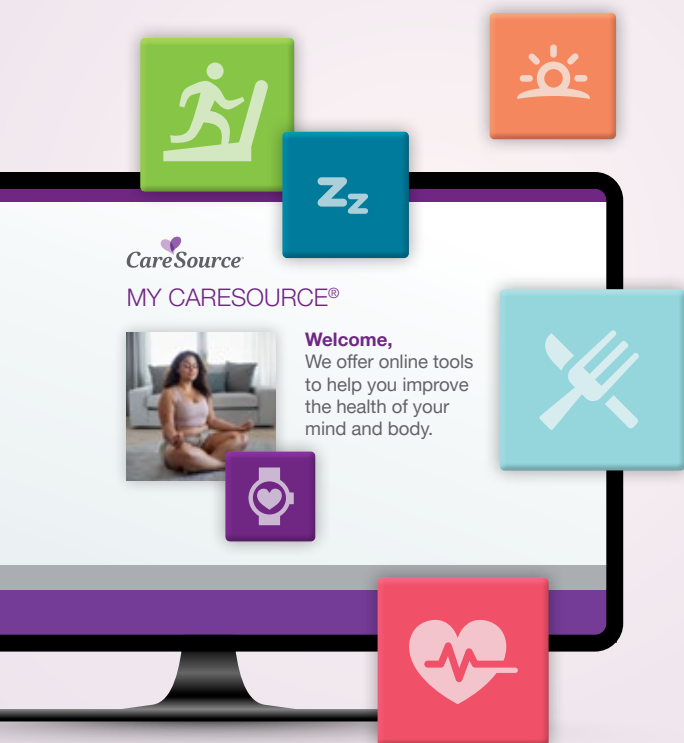 zz
CareSource
MY CARESOURCE®
Welcome,
We offer online tools
to help you improve
the health of your
mind and body.